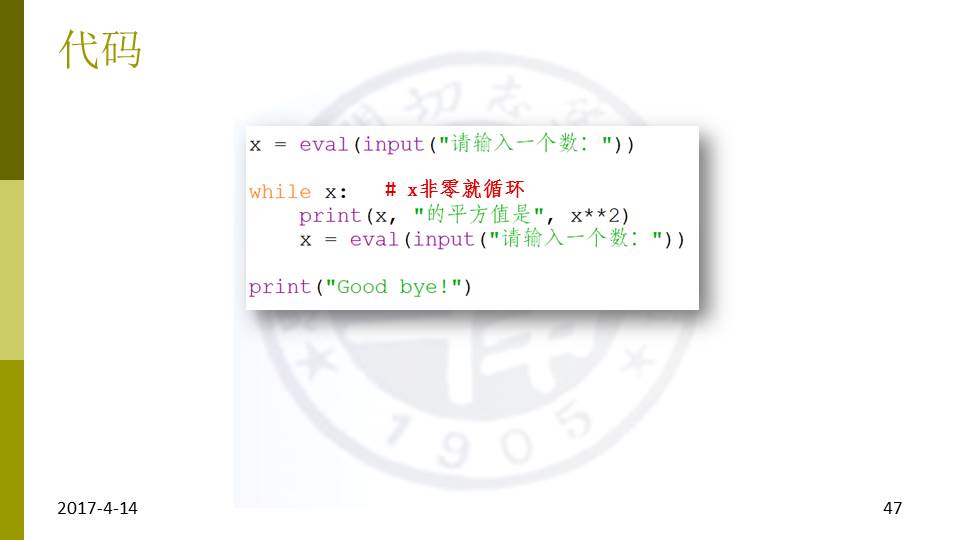 代码
x = eval(input("请输入一个数："))
while x: # x非零就循环
    print(x, "的平方值是", x**2)
    x = eval(input("请输入一个数："))
print("Good bye!")
1905
2017-4-14
47